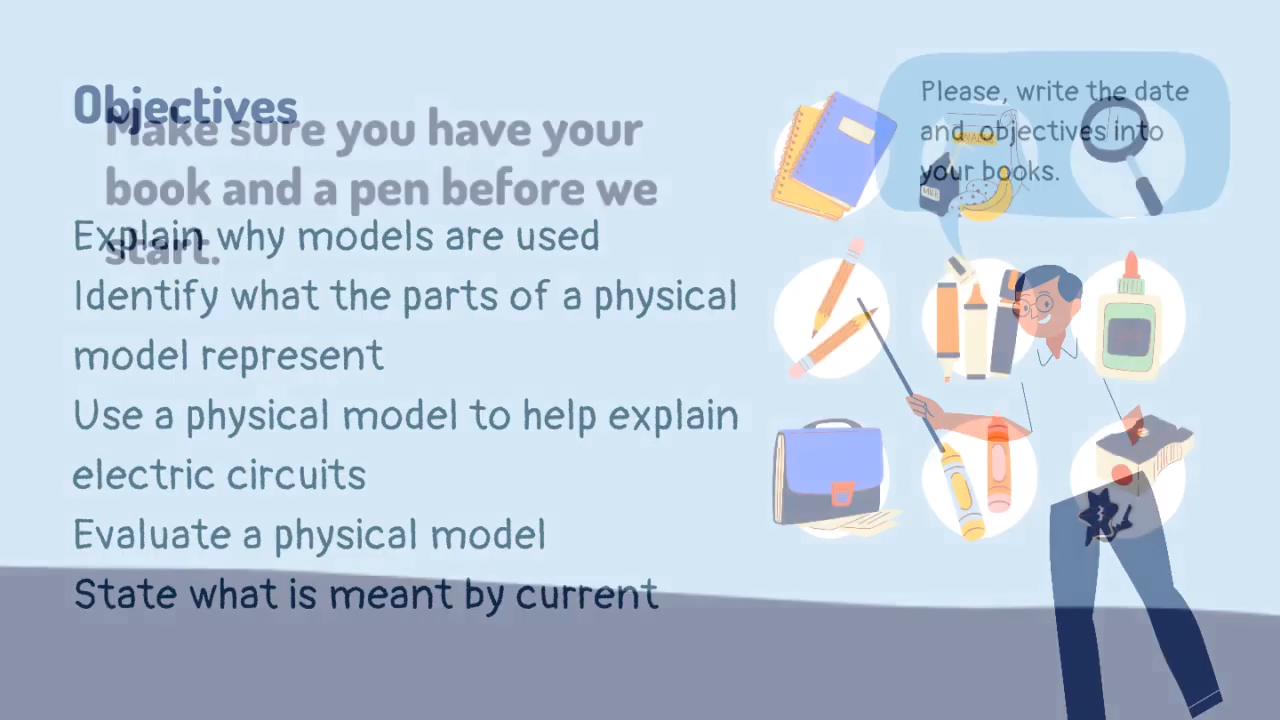 Objectives
Make sure you have your
book and a pen before we
start.
Explain why models are used
Identify what the parts of a physical
model represent
Use a physical model to help explain
electric circuits
Evaluate a physical model
State what is meant by current
Please, write the date
and objectives into
your books.
MILK